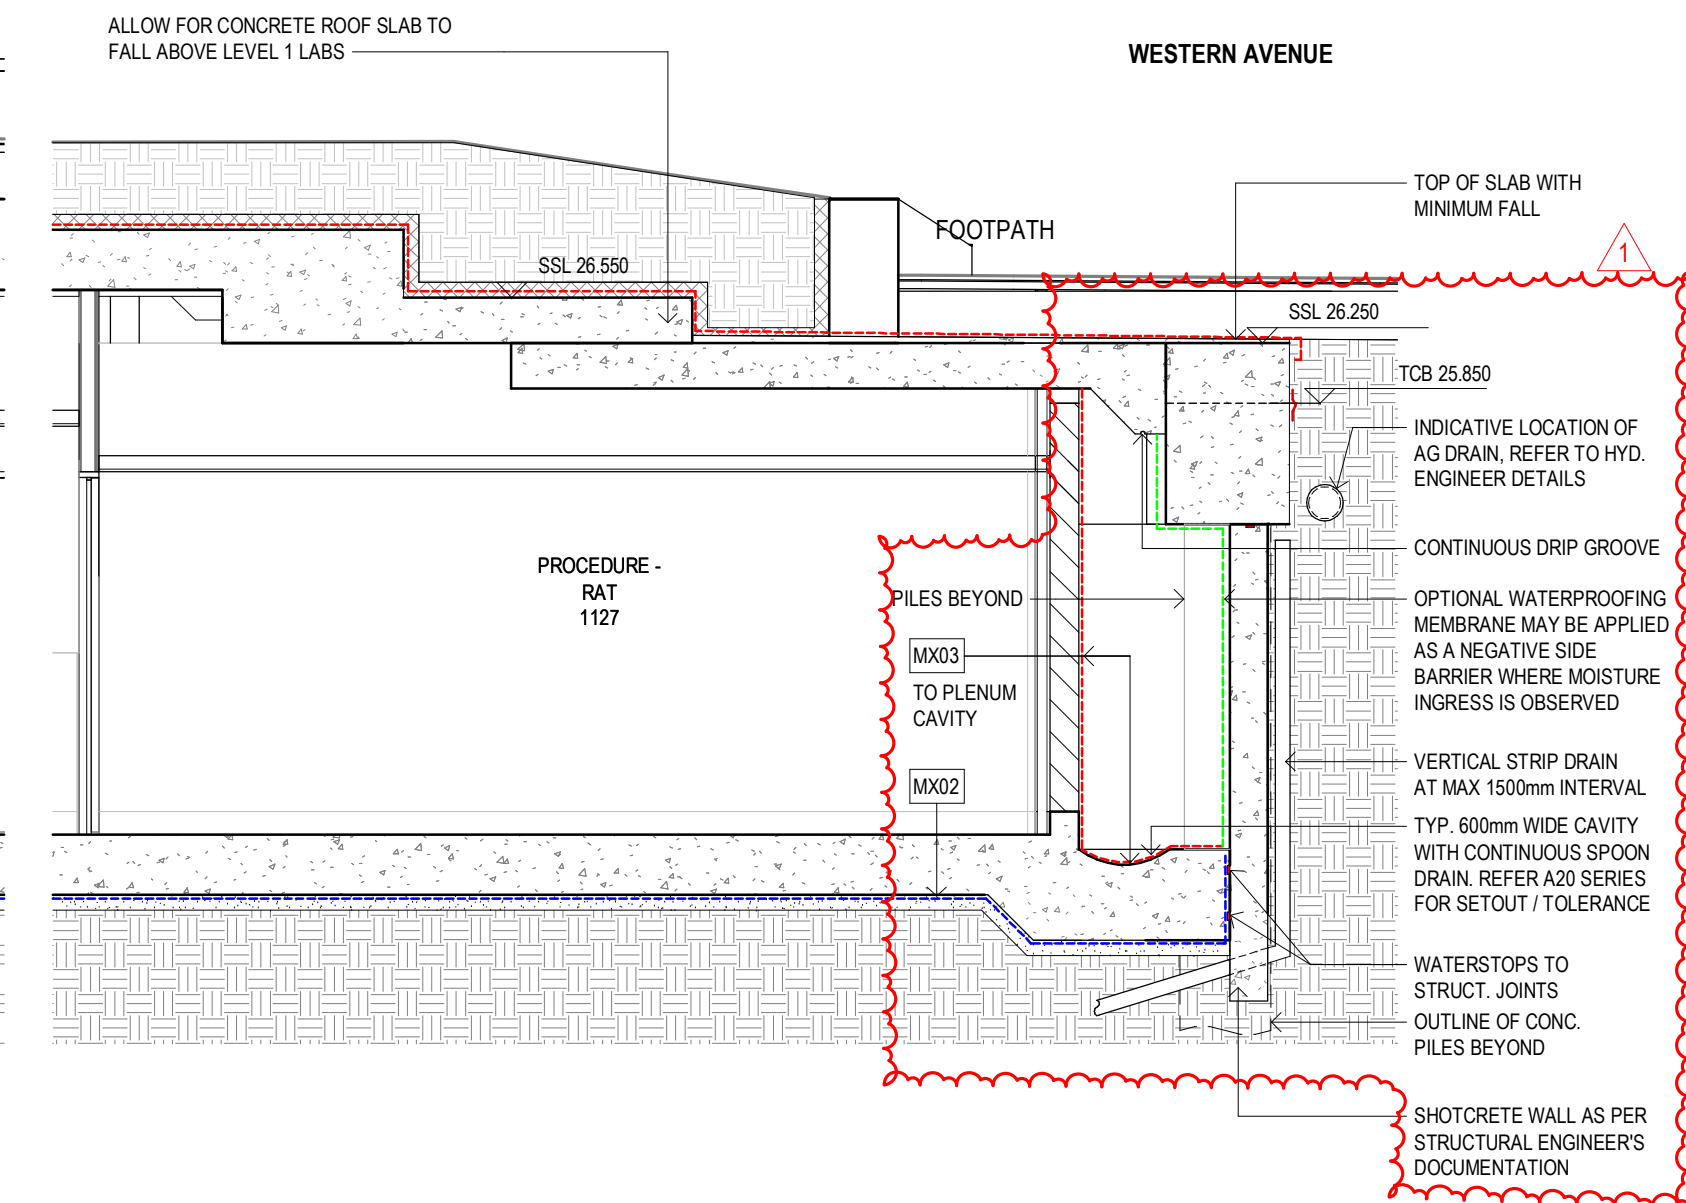 ALLOW FOR CONCRETE ROOF SLAB TO
FALL ABOVE LEVEL 1 LABS
WESTERN AVENUE
TOP OF SLAB WITH
MINIMUM FALL
FOOTPATH
1
SSL 26.550
SSL 26.250
TCB 25.850
INDICATIVE LOCATION OF
AG DRAIN, REFER TO HYD.
ENGINEER DETAILS
CONTINUOUS DRIP GROOVE
PROCEDURE -
RAT
1127
PILES BEYOND
OPTIONAL WATERPROOFING
MEMBRANE MAY BE APPLIED
AS A NEGATIVE SIDE
BARRIER WHERE MOISTURE
INGRESS IS OBSERVED
MX03
TO PLENUM
CAVITY
MX02
VERTICAL STRIP DRAIN
AT MAX 1500mm INTERVAL
TYP. 600mm WIDE CAVITY
WITH CONTINUOUS SPOON
DRAIN. REFER A20 SERIES
FOR SETOUT / TOLERANCE
WATERSTOPS TO
STRUCT. JOINTS
OUTLINE OF CONC.
PILES BEYOND
SHOTCRETE WALL AS PER
STRUCTURAL ENGINEER'S
DOCUMENTATION